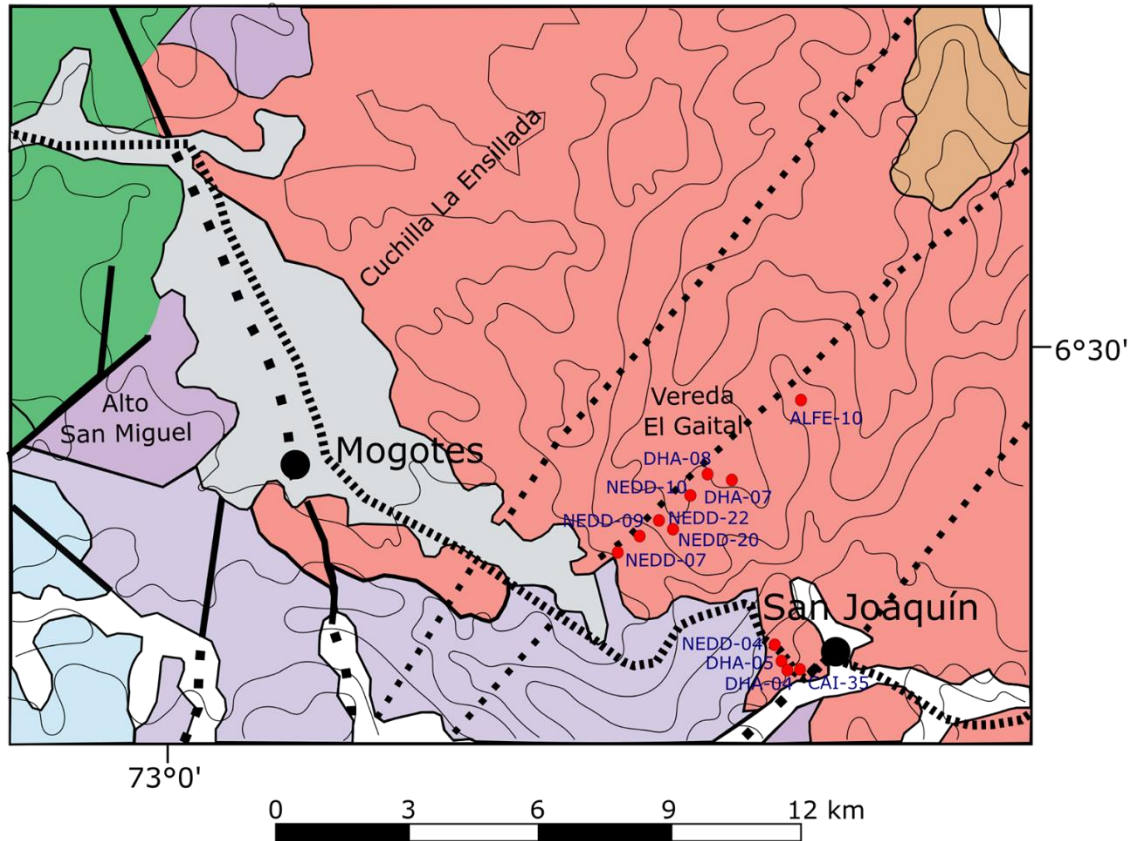 Cuchilla La Ensillada
6°30'
Vereda
El Gaital
Alto
San Miguel
ALFE-10
Mogotes
DHA-08
NEDD-10
DHA-07
NEDD-09
NEDD-22
NEDD-20
NEDD-07
San Joaquín
NEDD-04
DHA-05
DHA-04
CAI-35
73°0'
0 3 6 9 12 km